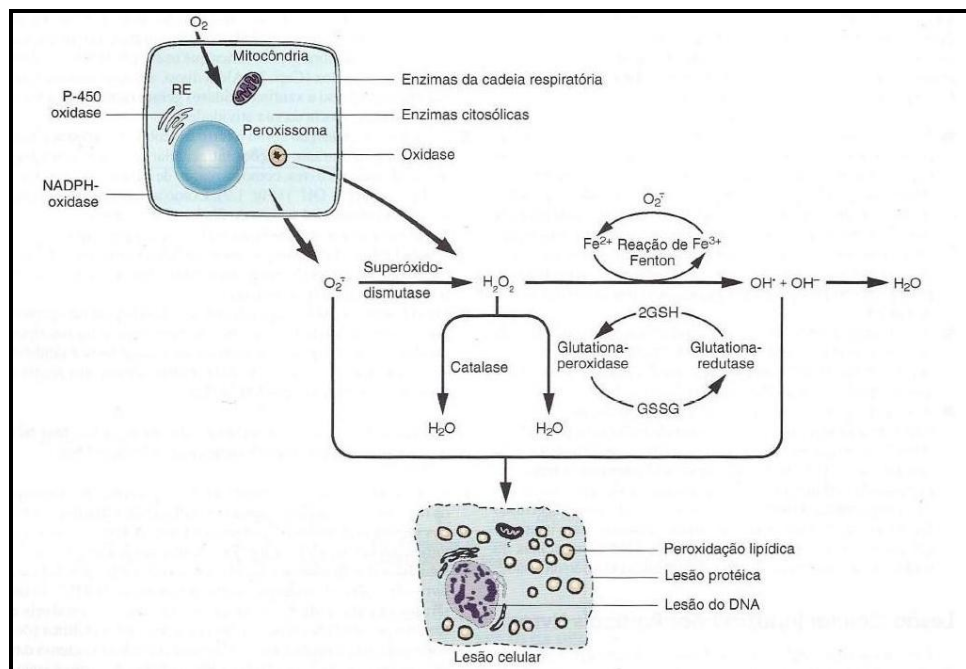 O₂
Mitocôndria
Enzimas da cadeia respiratória
RE
P-450
oxidase
Enzimas citosólicas
Peroxissoma
Oxidase
NADPH-
oxidase
O₂⁻
Fe²⁺ Reação de Fe³⁺
Fenton
O₂⁻ Superóxido-
dismutase
H₂O₂
OH• + OH–
H₂O
2GSH
Glutationa-
peroxidase
Glutationa-
redutase
GSSG
Catalase
H₂O
H₂O
Peroxidação lipídica
Lesão protéica
Lesão do DNA
Lesão celular